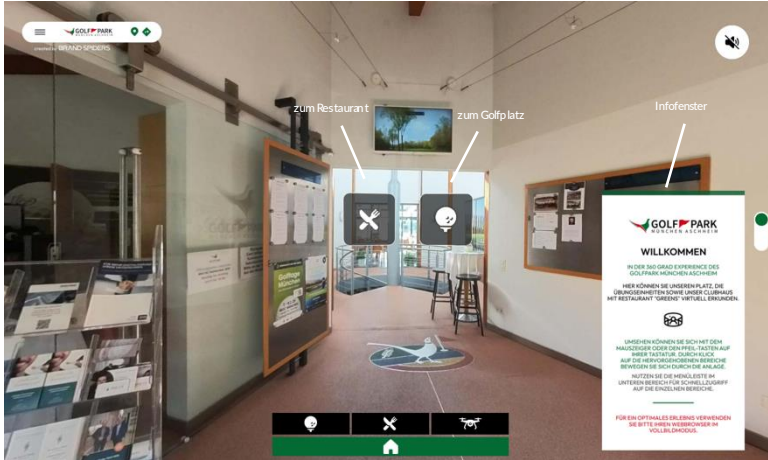 GOLF PARK
MÜNCHEN ASCHHEIM
BRAND SPIDERS
zum Restaurant
zum Golfplatz
Infofenster
GOLF PARK
MÜNCHEN ASCHHEIM
WILLKOMMEN
IN DER 360 GRAD EXPERIENCE DES
GOLFPARK MÜNCHEN ASCHHEIM
HIER KÖNNEN SIE UNSEREN PLATZ, DIE
ÜBUNGSEINHEITEN SOWIE UNSER CLUBHAUS
MIT RESTAURANT "GREENS" VIRTUELL ERKUNDEN.
UMSEHEN KÖNNEN SIE SICH MIT DEM
MAUSZEIGER ODER DEN PFEIL-TASTEN AUF
IHRER TASTATUR. DURCH KLICK
AUF DIE HERVORGEHOBENEN BEREICHE
BEWEGEN SIE SICH DURCH DIE ANLAGE.
NUTZEN SIE DIE MENÜLEISTE IM
UNTEREN BEREICH FÜR SCHNELLZUGRIFF
AUF DIE EINZELNEN BEREICHE.
FÜR EIN OPTIMALES ERLEBNIS VERWENDEN
SIE BITTE IHREN WEBBROWSER IM
VOLLBILDMODUS.
Golftage
München